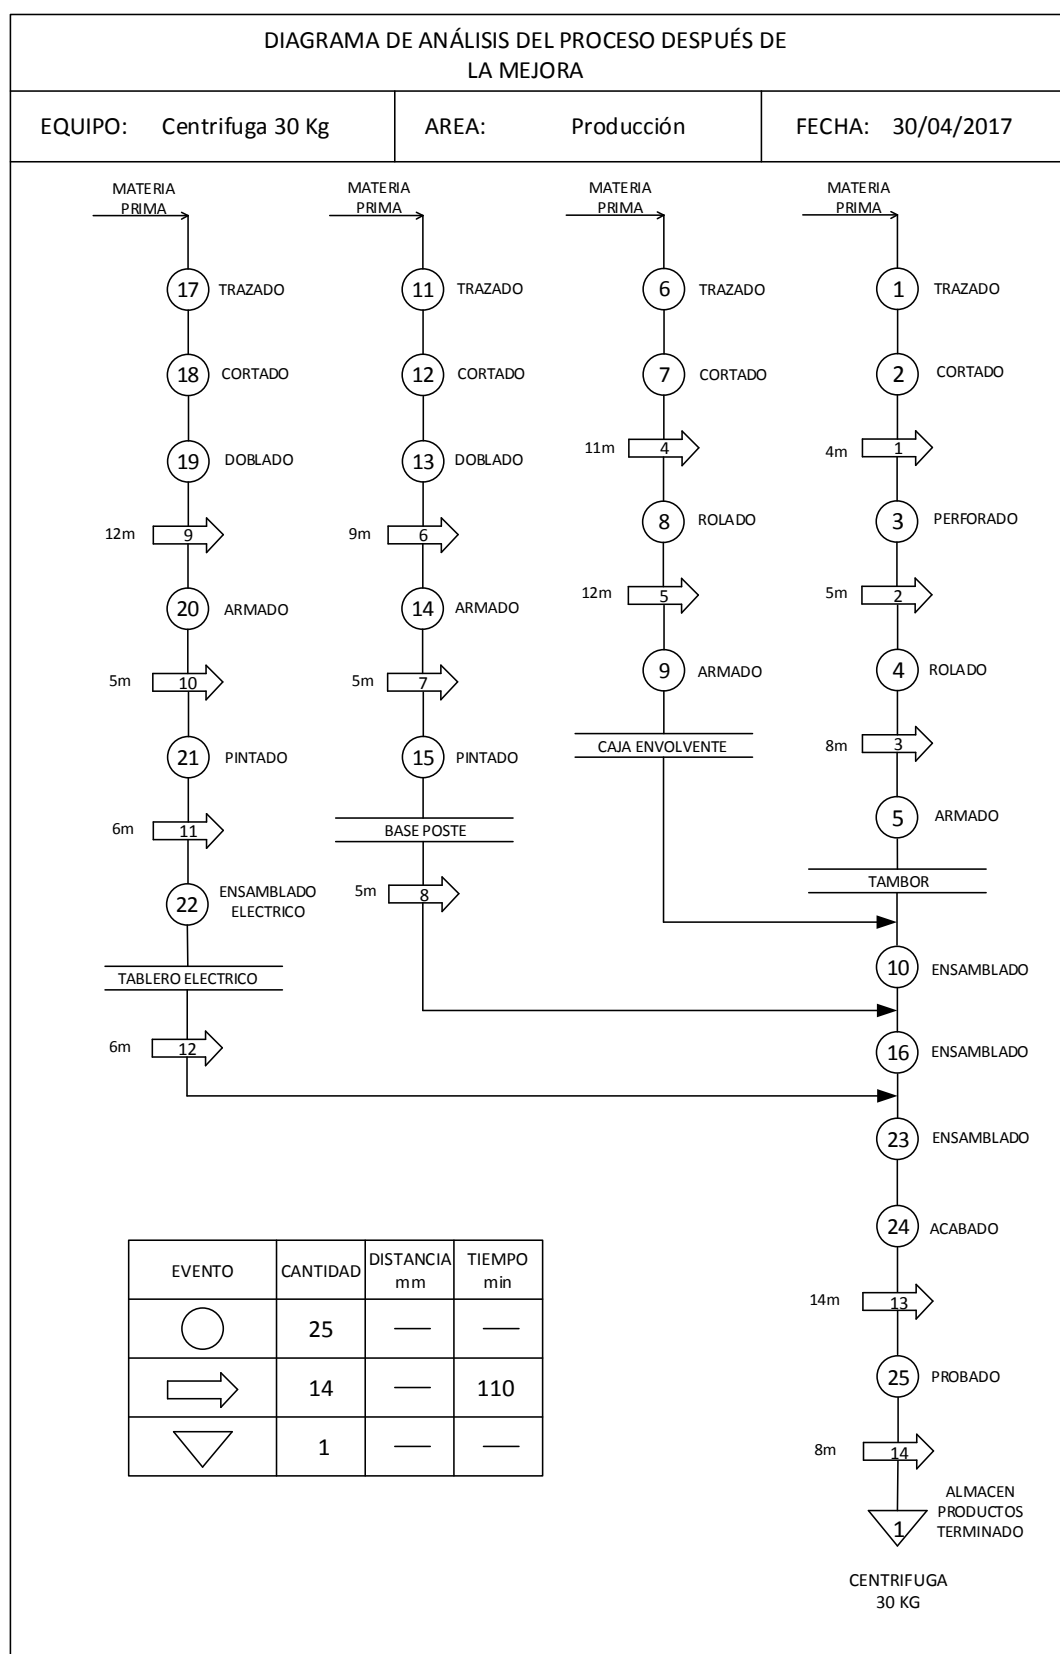 DIAGRAMA DE ANÁLISIS DEL PROCESO DESPUÉS DE
LA MEJORA
EQUIPO: Centrifuga 30 Kg
AREA: Producción
FECHA: 30/04/2017
MATERIA
PRIMA
17 TRAZADO
18 CORTADO
19 DOBLADO
12m 9
20 ARMADO
5m 10
21 PINTADO
6m 11
22 ENSAMBLADO
ELECTRICO
TABLERO ELECTRICO
6m 12
MATERIA
PRIMA
11 TRAZADO
12 CORTADO
13 DOBLADO
9m 6
14 ARMADO
5m 7
15 PINTADO
BASE POSTE
5m 8
MATERIA
PRIMA
6 TRAZADO
7 CORTADO
11m 4
8 ROLADO
12m 5
9 ARMADO
CAJA ENVOLVENTE
MATERIA
PRIMA
1 TRAZADO
2 CORTADO
4m 1
3 PERFORADO
5m 2
4 ROLADO
8m 3
5 ARMADO
TAMBOR
10 ENSAMBLADO
16 ENSAMBLADO
23 ENSAMBLADO
24 ACABADO
14m 13
25 PROBADO
8m 14
ALMACEN
PRODUCTOS
TERMINADO
1
CENTRIFUGA
30 KG
EVENTO CANTIDAD DISTANCIA mm TIEMPO min
25 — —
14 — 110
1 — —